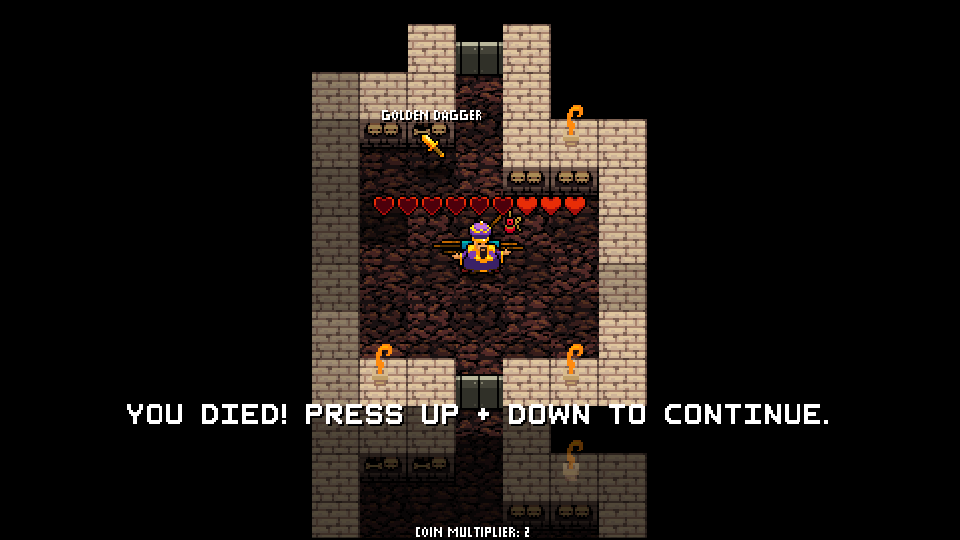 GOLDEN DAGGER
YOU DIED! PRESS UP + DOWN TO CONTINUE.
COIN MULTIPLIER: 2